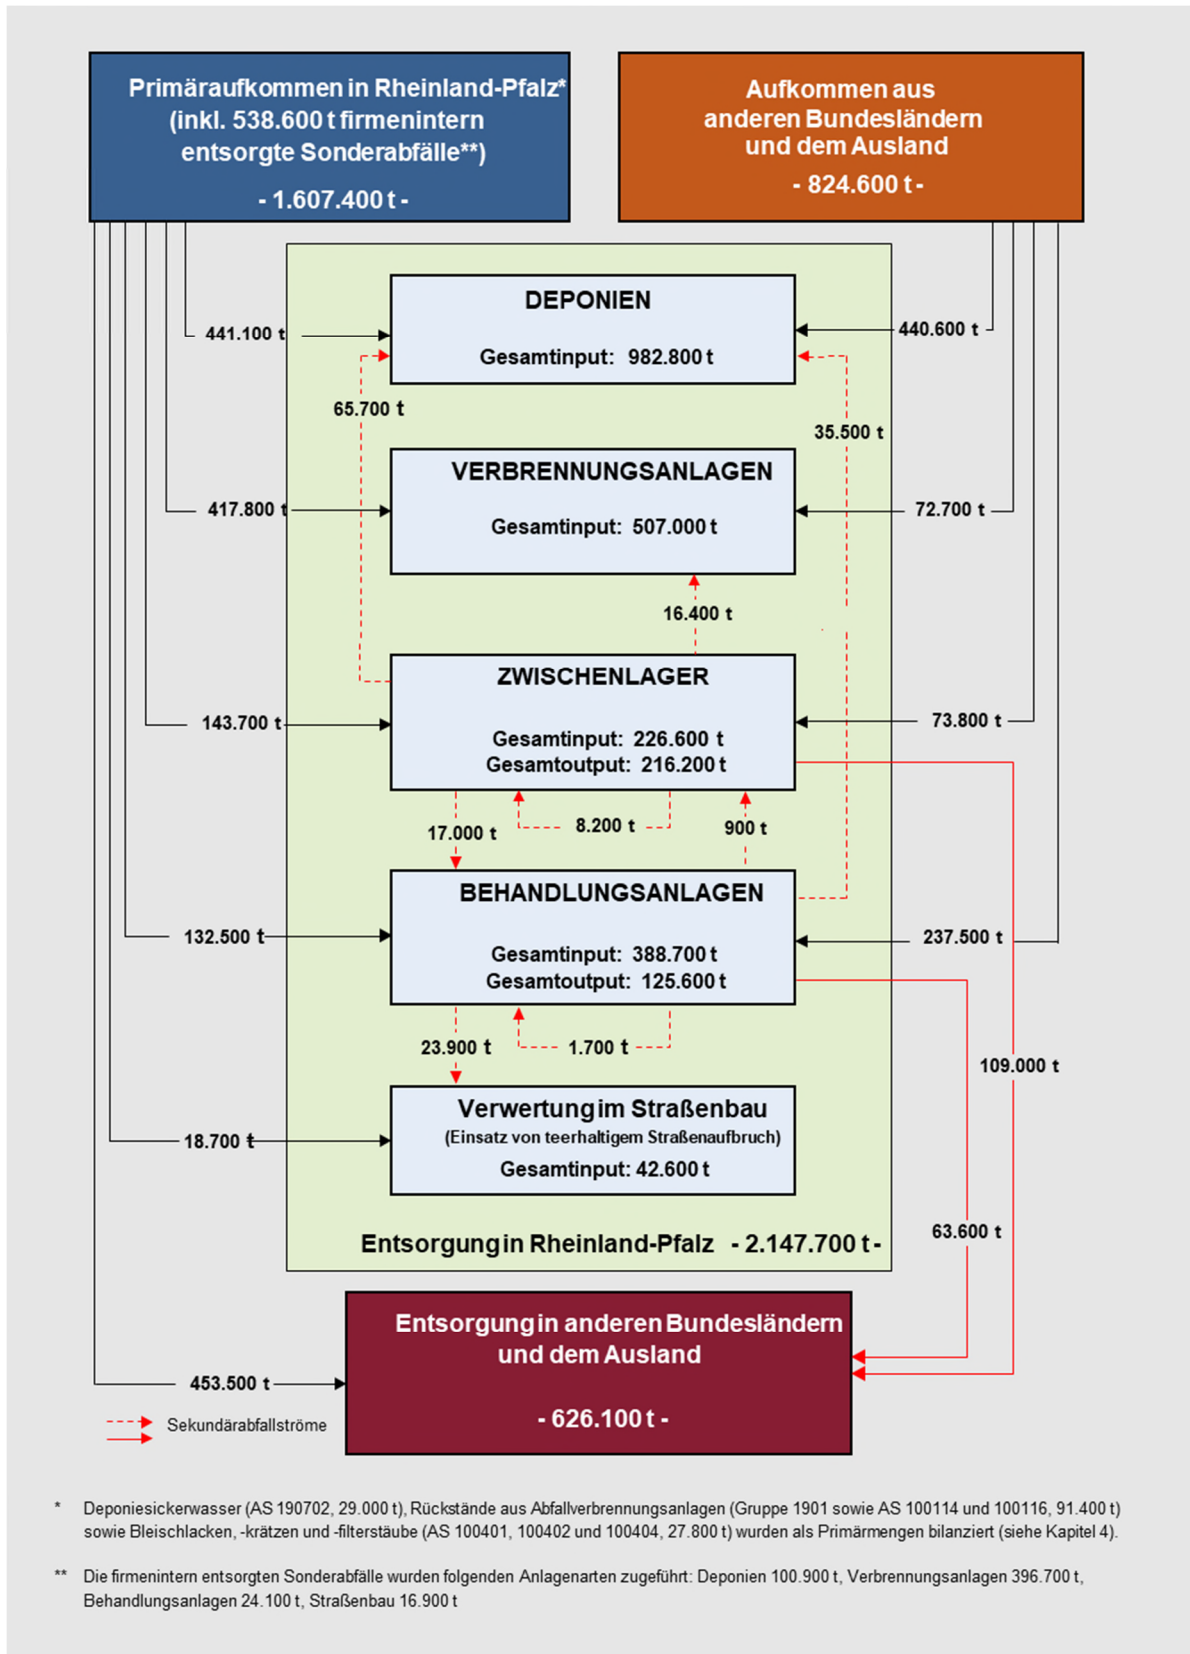 Primäraufkommen in Rheinland-Pfalz*
(inkl. 538.600 t firmenintern
entsorgte Sonderabfälle**)
- 1.607.400 t -
Aufkommen aus
anderen Bundesländern
und dem Ausland
- 824.600 t -
DEPONIEN
Gesamtinput: 982.800 t
441.100 t
440.600 t
65.700 t
35.500 t
VERBRENNUNGSANLAGEN
Gesamtinput: 507.000 t
417.800 t
72.700 t
16.400 t
ZWISCHENLAGER
Gesamtinput: 226.600 t
Gesamtoutput: 216.200 t
143.700 t
73.800 t
17.000 t
8.200 t
900 t
BEHANDLUNGSANLAGEN
Gesamtinput: 388.700 t
Gesamtoutput: 125.600 t
132.500 t
237.500 t
23.900 t
1.700 t
109.000 t
Verwertung im Straßenbau
(Einsatz von teerhaltigem Straßenaufbruch)
Gesamtinput: 42.600 t
18.700 t
63.600 t
Entsorgung in Rheinland-Pfalz - 2.147.700 t -
Entsorgung in anderen Bundesländern
und dem Ausland
- 626.100 t -
453.500 t
Sekundärabfallströme
* Deponiesickerwasser (AS 190702, 29.000 t), Rückstände aus Abfallverbrennungsanlagen (Gruppe 1901 sowie AS 100114 und 100116, 91.400 t)
sowie Bleischlacken, -krätzen und -filterstäube (AS 100401, 100402 und 100404, 27.800 t) wurden als Primärmengen bilanziert (siehe Kapitel 4).
** Die firmenintern entsorgten Sonderabfälle wurden folgenden Anlagenarten zugeführt: Deponien 100.900 t, Verbrennungsanlagen 396.700 t,
Behandlungsanlagen 24.100 t, Straßenbau 16.900 t